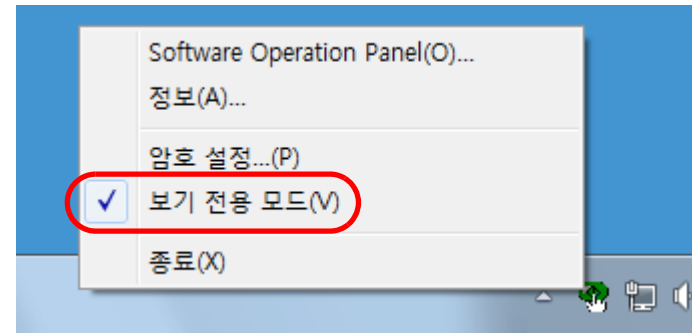 Software Operation Panel(O)...
정보(A)...
암호 설정...(P)
보기 전용 모드(V)
종료(X)